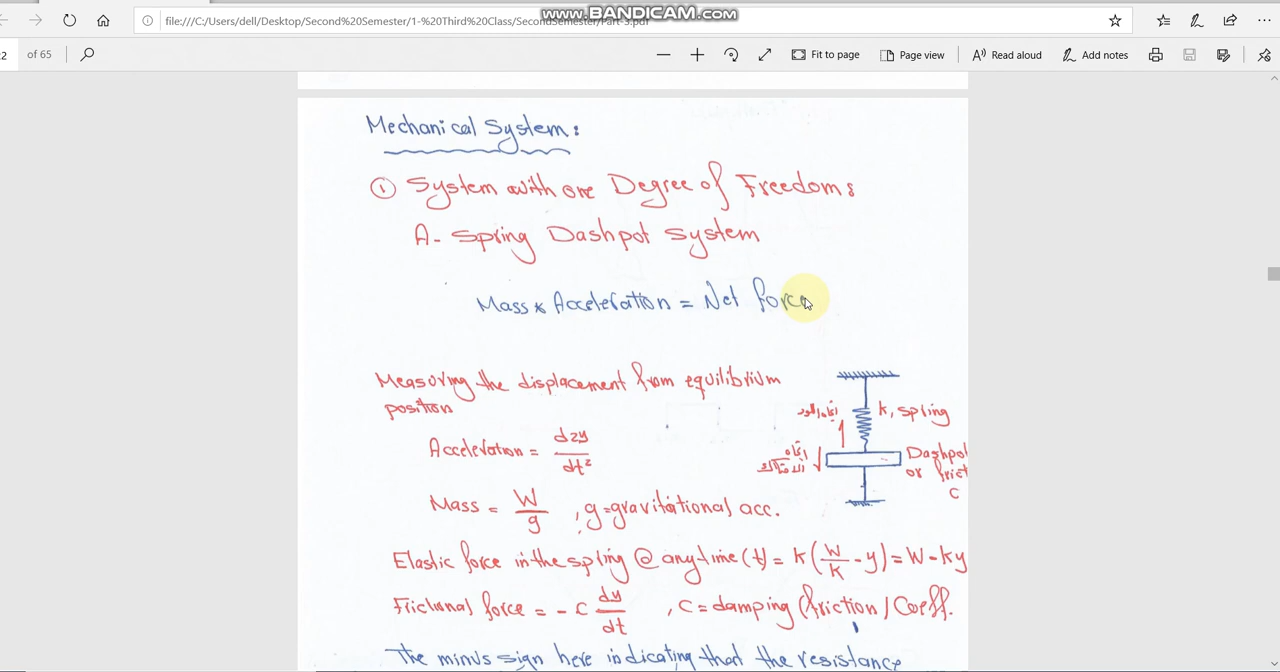 www.BANDICAM.com
file:///C:/Users/dell/Desktop/Second%20Semester/1-%20Third%20Class/SecondSemester/Part-3.pdf
2 of 65
Fit to page
Page view
Read aloud
Add notes
Mechanical System:
① System with one Degree of Freedom:
A- Spring Dashpot System
Mass * Acceleration = Net force
Measuring the displacement from equilibrium
position
k, spring
Acceleration = d2y/dt²
Dashpot
or frict
C
Mass = W/g , g=gravitational acc.
Elastic force in the spring @ any time (t) = k(W/k - y) = W - ky
Frictional force = - C dy/dt , C = damping (friction) Coeff.
The minus sign here indicating that the resistance